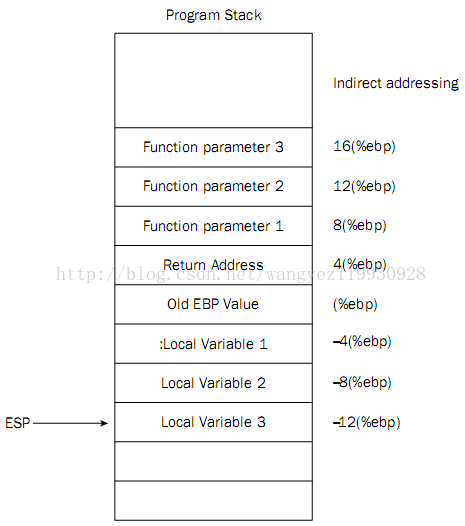 Program Stack
Indirect addressing
Function parameter 3 16(%ebp)
Function parameter 2 12(%ebp)
Function parameter 1 8(%ebp)
Return Address 4(%ebp)
http://blog.csdn.net/wangyezi19930928
Old EBP Value (%ebp)
:Local Variable 1 –4(%ebp)
Local Variable 2 –8(%ebp)
ESP Local Variable 3 –12(%ebp)